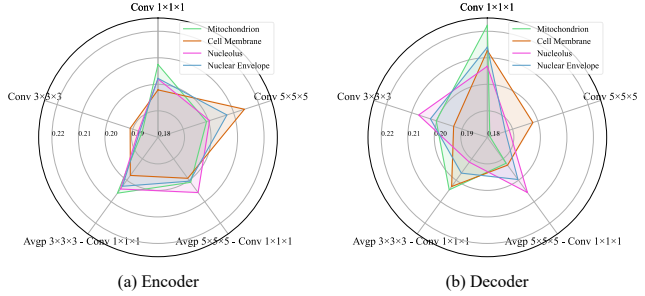 Conv 1×1×1
Mitochondrion
Cell Membrane
Nucleolus
Nuclear Envelope
Conv 3×3×3
Conv 5×5×5
0.22 0.21 0.20 0.19 0.18
Avgp 3×3×3 - Conv 1×1×1
Avgp 5×5×5 - Conv 1×1×1
(a) Encoder
Conv 1×1×1
Mitochondrion
Cell Membrane
Nucleolus
Nuclear Envelope
Conv 3×3×3
Conv 5×5×5
0.22 0.21 0.20 0.19 0.18
Avgp 3×3×3 - Conv 1×1×1
Avgp 5×5×5 - Conv 1×1×1
(b) Decoder